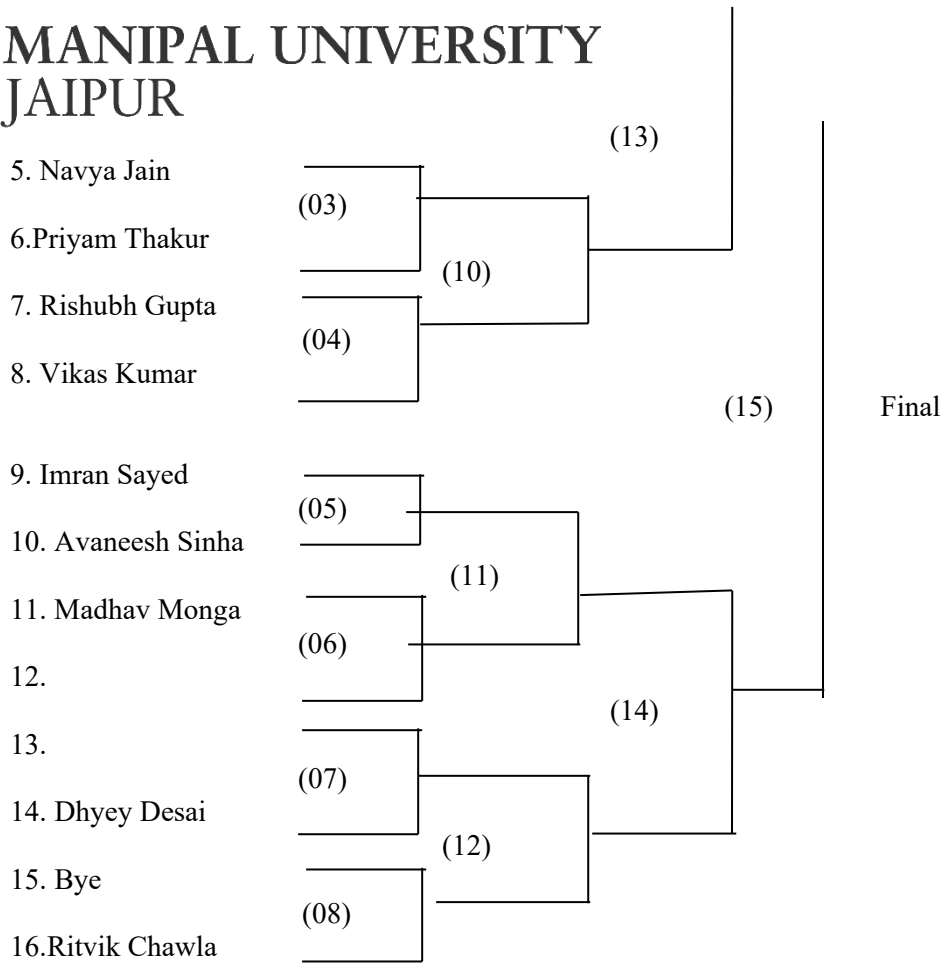 MANIPAL UNIVERSITY
JAIPUR
(13)
5. Navya Jain
(03)
6.Priyam Thakur
(10)
7. Rishubh Gupta
(04)
8. Vikas Kumar
(15) Final
9. Imran Sayed
(05)
10. Avaneesh Sinha
(11)
11. Madhav Monga
(06)
12.
(14)
13.
(07)
14. Dhyey Desai
(12)
15. Bye
(08)
16.Ritvik Chawla